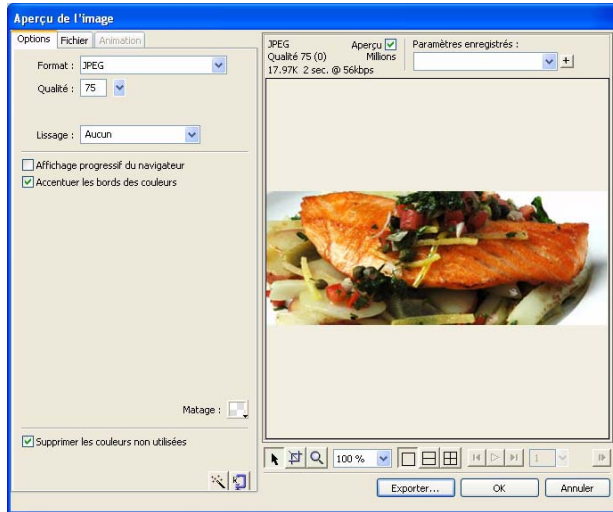 Aperçu de l'image
Options Fichier Animation
Format : JPEG
Qualité : 75
Lissage : Aucun
Affichage progressif du navigateur
Accentuer les bords des couleurs
Matage :
Supprimer les couleurs non utilisées
JPEG Aperçu
Qualité 75 (0) Millions
17.97K 2 sec. @ 56kbps
Paramètres enregistrés :
100 %
1
Exporter... OK Annuler